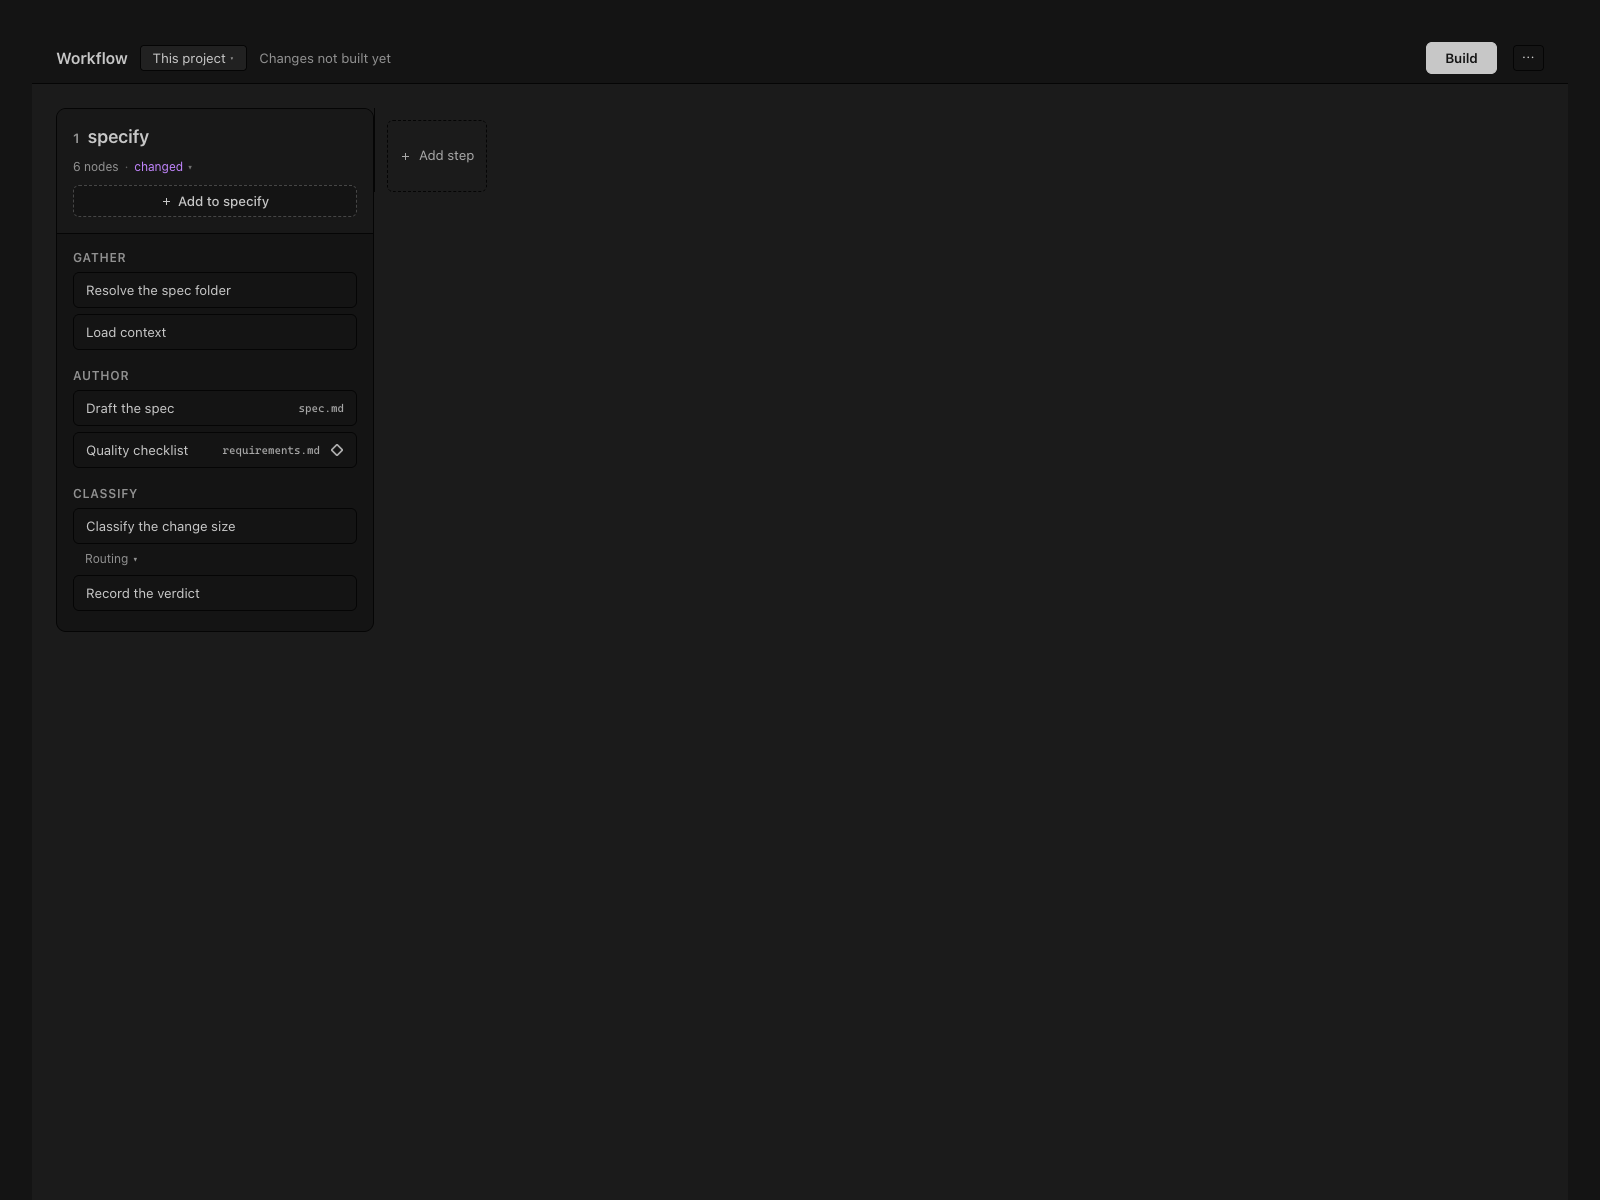 Workflow This project Changes not built yet Build ...
1 specify
6 nodes · changed
+ Add to specify
+ Add step
GATHER
Resolve the spec folder
Load context
AUTHOR
Draft the spec spec.md
Quality checklist requirements.md
CLASSIFY
Classify the change size
Routing
Record the verdict